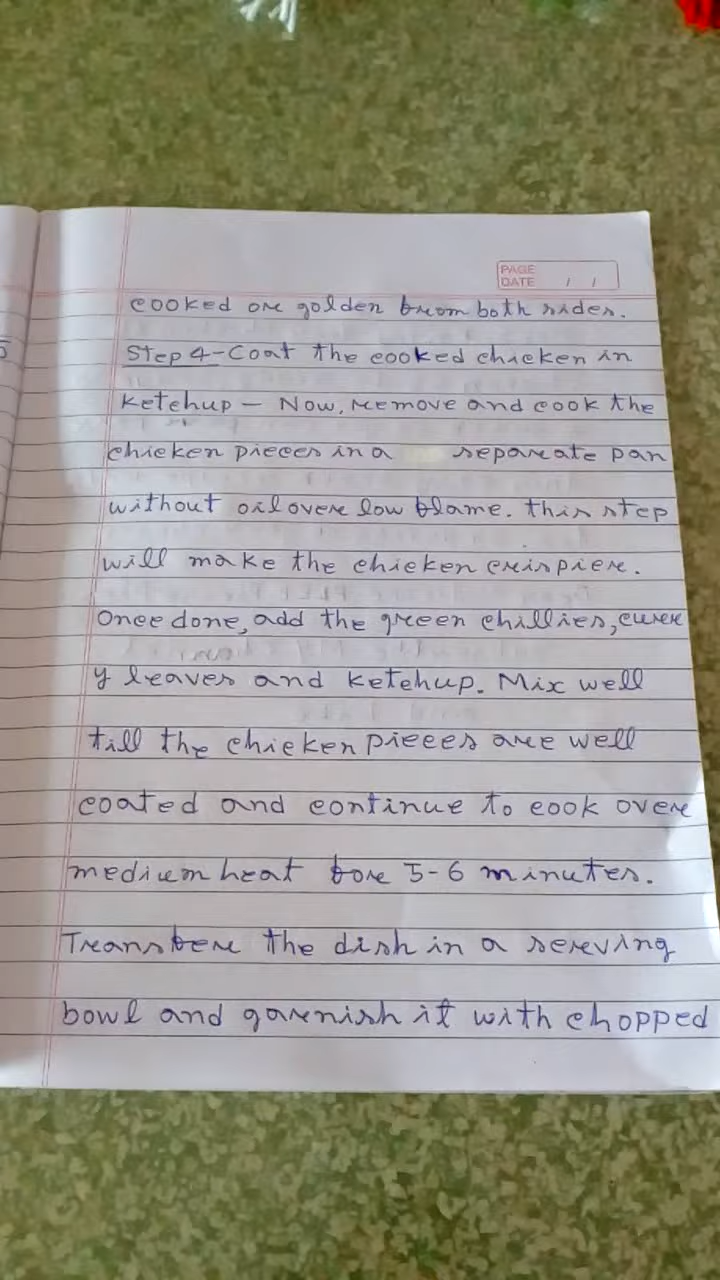 PAGE
DATE / /
cooked or golden from both sides.
Step 4-Coat the cooked chicken in
Ketchup - Now, remove and cook the
chicken pieces in a separate pan
without oil over low flame. this step
will make the chicken crispier.
Once done, add the green chillies, curr
y leaves and ketchup. Mix well
till the chicken pieces are well
coated and continue to cook over
medium heat for 5-6 minutes.
Transfer the dish in a serving
bowl and garnish it with chopped